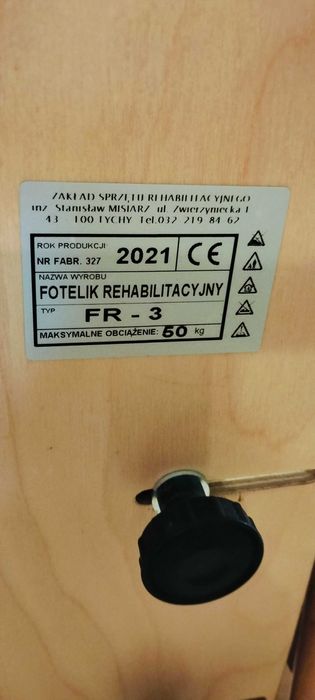 ZAKŁAD SPRZĘTU REHABILITACYJNEGO
inż. Stanisław MISIARZ ul. Zwierzyniecka 1
43 - 100 TYCHY Tel.032 219 84 62
ROK PRODUKCJI 2021 CE
NR FABR. 327
NAZWA WYROBU
FOTELIK REHABILITACYJNY
TYP FR - 3
MAKSYMALNE OBCIĄŻENIE: 50 kg